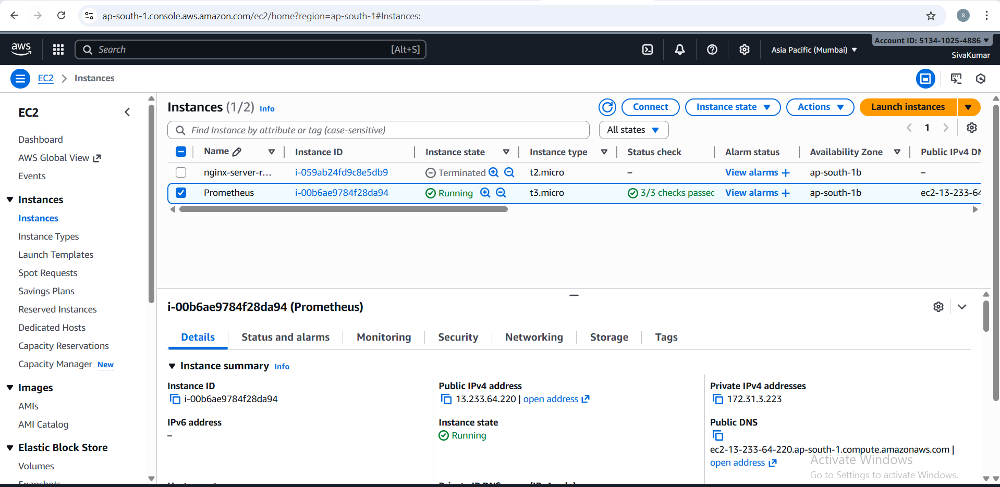 ap-south-1.console.aws.amazon.com/ec2/home?region=ap-south-1#Instances:
S
aws
Search
[Alt+S]
Asia Pacific (Mumbai)
Account ID: 5134-1025-4886
SivaKumar
EC2
Instances
EC2
Dashboard
AWS Global View
Events
Instances
Instances
Instance Types
Launch Templates
Spot Requests
Savings Plans
Reserved Instances
Dedicated Hosts
Capacity Reservations
Capacity Manager New
Images
AMIs
AMI Catalog
Elastic Block Store
Volumes
Snapshots
Instances (1/2) Info
Connect
Instance state
Actions
Launch instances
Find Instance by attribute or tag (case-sensitive)
All states
1
Name Instance ID Instance state Instance type Status check Alarm status Availability Zone Public IPv4 DN
nginx-server-r... i-059ab24fd9c8e5db9 Terminated t2.micro – View alarms + ap-south-1b –
Prometheus i-00b6ae9784f28da94 Running t3.micro 3/3 checks passec View alarms + ap-south-1b ec2-13-233-64
i-00b6ae9784f28da94 (Prometheus)
Details Status and alarms Monitoring Security Networking Storage Tags
Instance summary Info
Instance ID
i-00b6ae9784f28da94
Public IPv4 address
13.233.64.220 | open address
Private IPv4 addresses
172.31.3.223
IPv6 address
–
Instance state
Running
Public DNS
ec2-13-233-64-220.ap-south-1.compute.amazonaws.com |
open address
Activate Windows
Go to Settings to activate Windows.